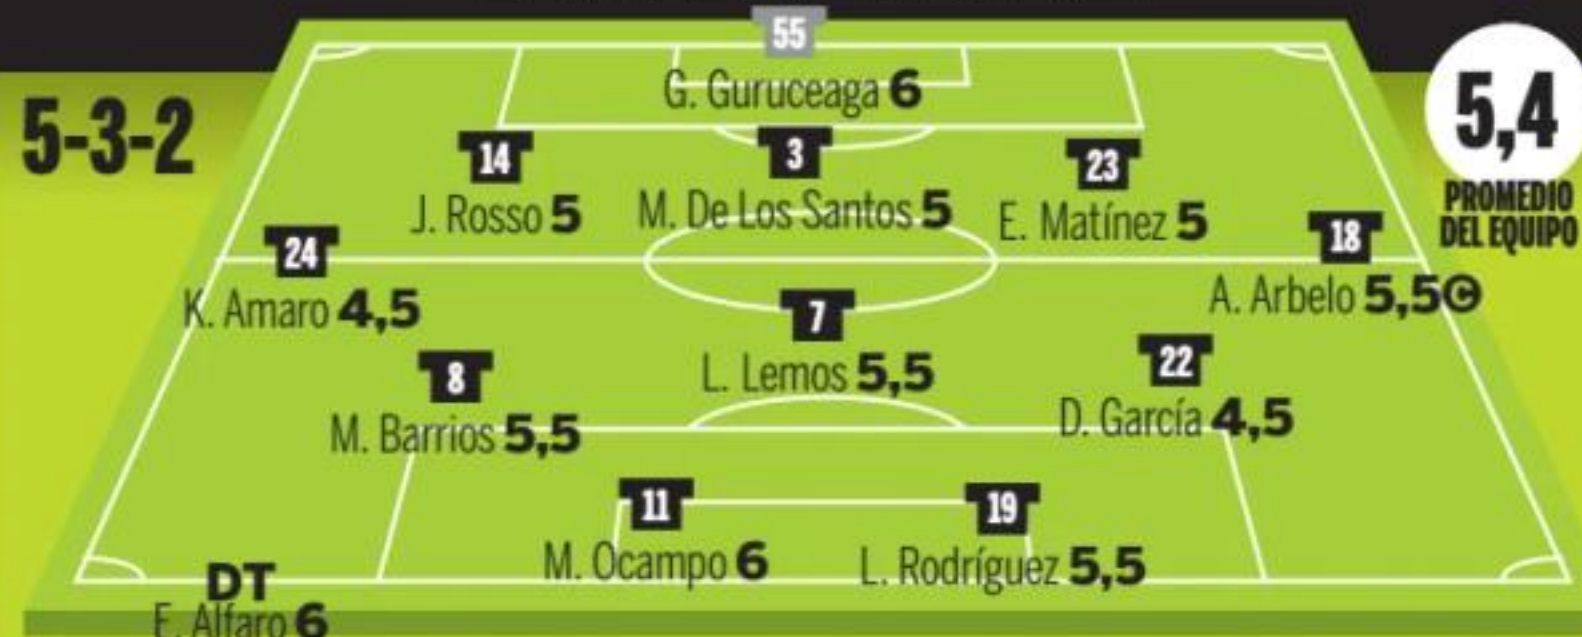 55
G. Guruceaga 6
5-3-2
5,4
PROMEDIO
DEL EQUIPO
14
J. Rosso 5
3
M. De Los Santos 5
23
E. Matínez 5
24
K. Amaro 4,5
18
A. Arbelo 5,5 C
7
L. Lemos 5,5
8
M. Barrios 5,5
22
D. García 4,5
11
M. Ocampo 6
19
L. Rodríguez 5,5
DT
E. Alfaro 6